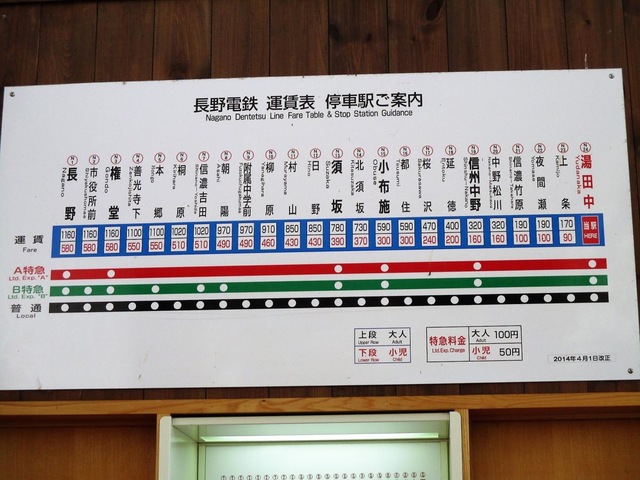 長野電鉄 運賃表 停車駅ご案内
Nagano Dentetsu Line Fare Table & Stop Station Guidance
長野 市役所前 権堂 善光寺下 本郷 桐原 信濃吉田 朝陽 附属中学前 柳原 村山 日野 須坂 北須坂 小布施 都住 桜沢 延徳 信州中野 中野松川 信濃竹原 夜間瀬 上条 湯田中
運賃 1160 1160 1160 1100 1100 1020 1020 970 970 910 850 850 780 730 590 590 470 400 320 320 190 190 170 当駅
Fare 580 580 580 550 550 510 510 490 490 460 430 430 390 370 300 300 240 200 160 160 100 100 90 HERE
A特急
Ltd. Exp. "A"
B特急
Ltd. Exp. "B"
普通
Local
上段 大人
Upper Row Adult
下段 小児
Lower Row Child
特急料金
Ltd.Exp.Charge
大人 100円
Adult
小児 50円
Child
2014年4月1日改正